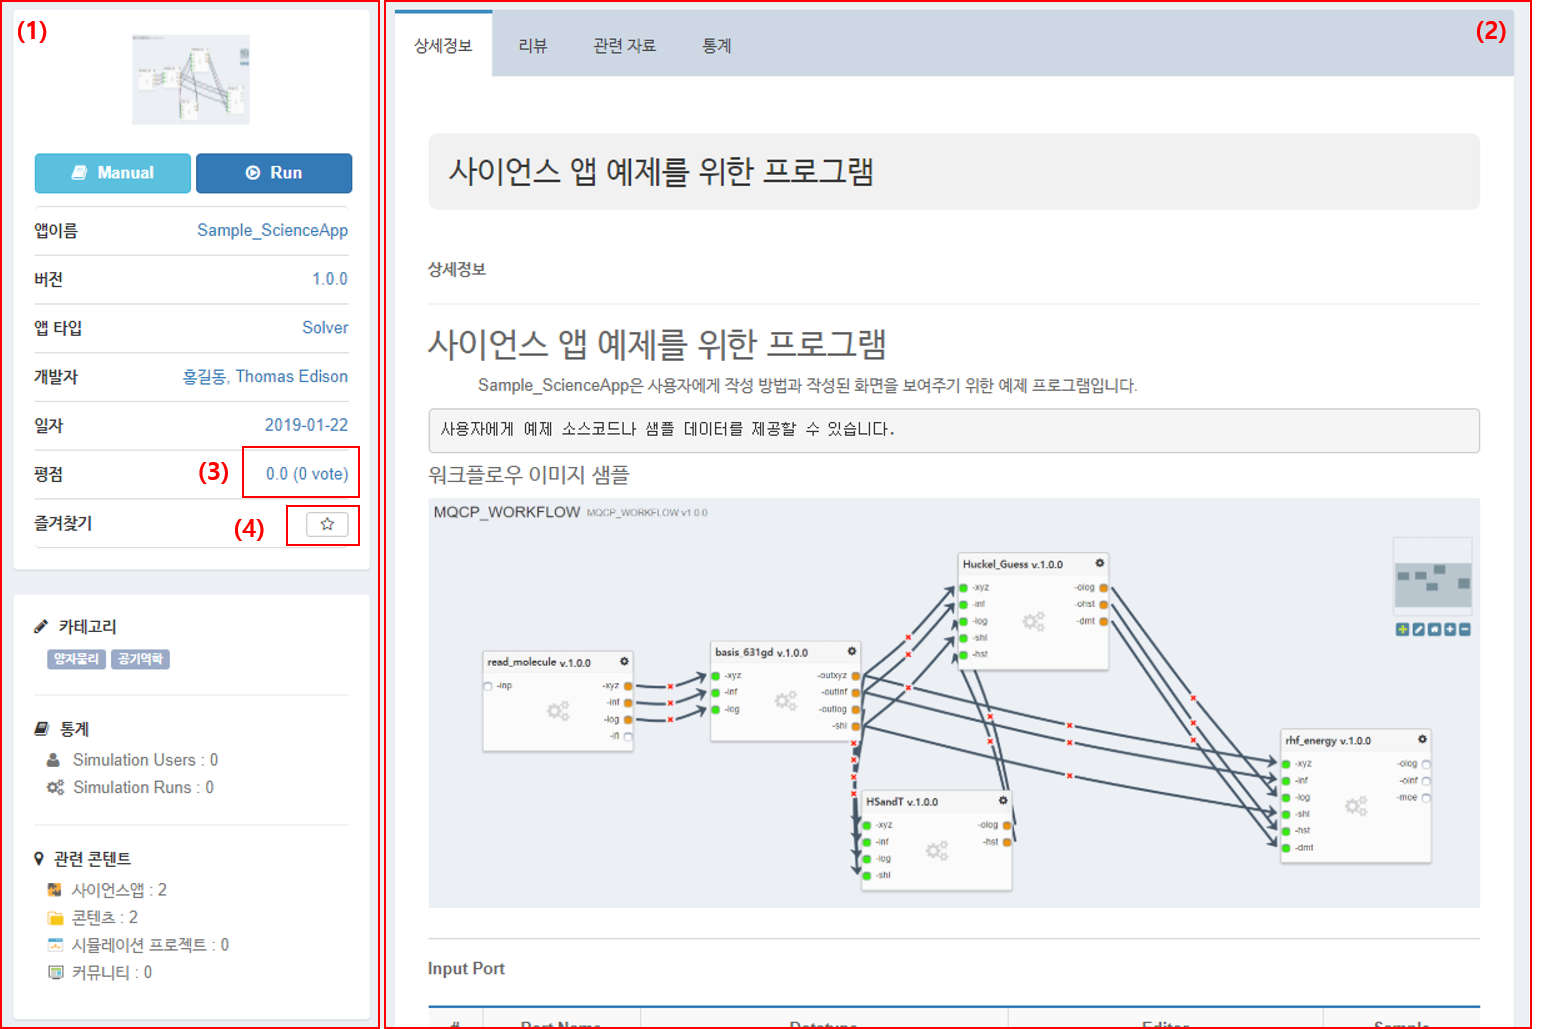 (1)
Manual
Run
앱이름 Sample_ScienceApp
버전 1.0.0
앱 타입 Solver
개발자 홍길동, Thomas Edison
일자 2019-01-22
(3)
평점 0.0 (0 vote)
(4)
즐겨찾기
카테고리
양자물리 공기역학
통계
Simulation Users : 0
Simulation Runs : 0
관련 콘텐트
사이언스앱 : 2
콘텐츠 : 2
시뮬레이션 프로젝트 : 0
커뮤니티 : 0
(2)
상세정보 리뷰 관련 자료 통계
사이언스 앱 예제를 위한 프로그램
상세정보
사이언스 앱 예제를 위한 프로그램
Sample_ScienceApp은 사용자에게 작성 방법과 작성된 화면을 보여주기 위한 예제 프로그램입니다.
사용자에게 예제 소스코드나 샘플 데이터를 제공할 수 있습니다.
워크플로우 이미지 샘플
MQCP_WORKFLOW MQCP_WORKFLOW v1.0.0
read_molecule v.1.0.0
-inp
-xyz
-inf
-log
-ifl
basis_631gd v.1.0.0
-xyz
-inf
-log
-outxyz
-outinf
-outlog
-shl
Huckel_Guess v.1.0.0
-xyz
-inf
-log
-shl
-hst
-olog
-ohst
-dmt
HSandT v.1.0.0
-xyz
-inf
-log
-shl
-olog
-hst
rhf_energy v.1.0.0
-xyz
-inf
-log
-shl
-hst
-dmt
-olog
-oinf
-moe
Input Port
# Port Name Datatype Editor Sample